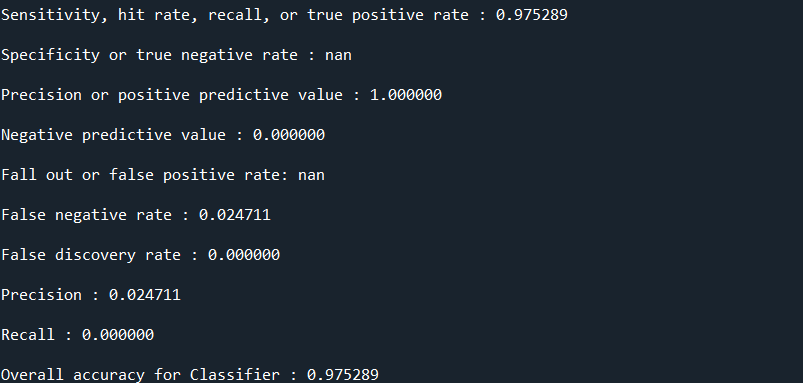 Sensitivity, hit rate, recall, or true positive rate : 0.975289
Specificity or true negative rate : nan
Precision or positive predictive value : 1.000000
Negative predictive value : 0.000000
Fall out or false positive rate: nan
False negative rate : 0.024711
False discovery rate : 0.000000
Precision : 0.024711
Recall : 0.000000
Overall accuracy for Classifier : 0.975289